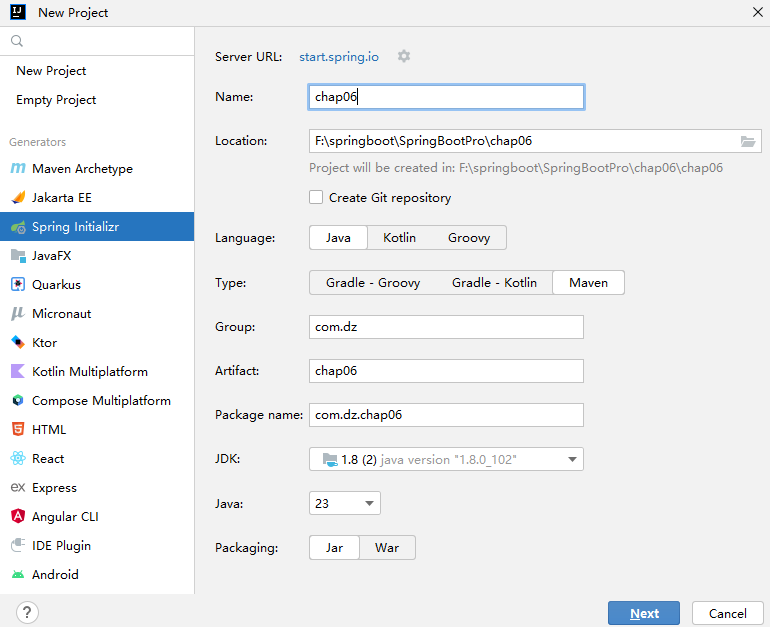 New Project
New Project
Empty Project
Generators
Maven Archetype
Jakarta EE
Spring Initializr
JavaFX
Quarkus
Micronaut
Ktor
Kotlin Multiplatform
Compose Multiplatform
HTML
React
ex Express
Angular CLI
IDE Plugin
Android
Server URL: start.spring.io
Name: chap06
Location: F:\springboot\SpringBootPro\chap06
Project will be created in: F:\springboot\SpringBootPro\chap06\chap06
Create Git repository
Language: Java Kotlin Groovy
Type: Gradle - Groovy Gradle - Kotlin Maven
Group: com.dz
Artifact: chap06
Package name: com.dz.chap06
JDK: 1.8 (2) java version "1.8.0_102"
Java: 23
Packaging: Jar War
? Next Cancel